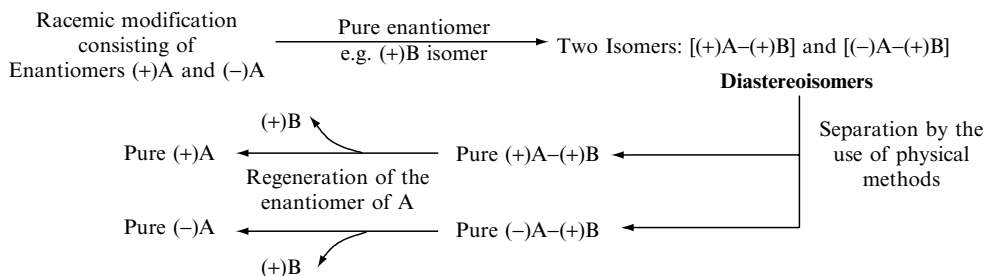 Racemic modification
consisting of
Enantiomers (+)A and (−)A
Pure enantiomer
e.g. (+)B isomer
Two Isomers: [(+)A–(+)B] and [(−)A–(+)B]
Diastereoisomers
Separation by the
use of physical
methods
(+)B
Pure (+)A
Pure (+)A–(+)B
Regeneration of the
enantiomer of A
Pure (−)A
Pure (−)A–(+)B
(+)B